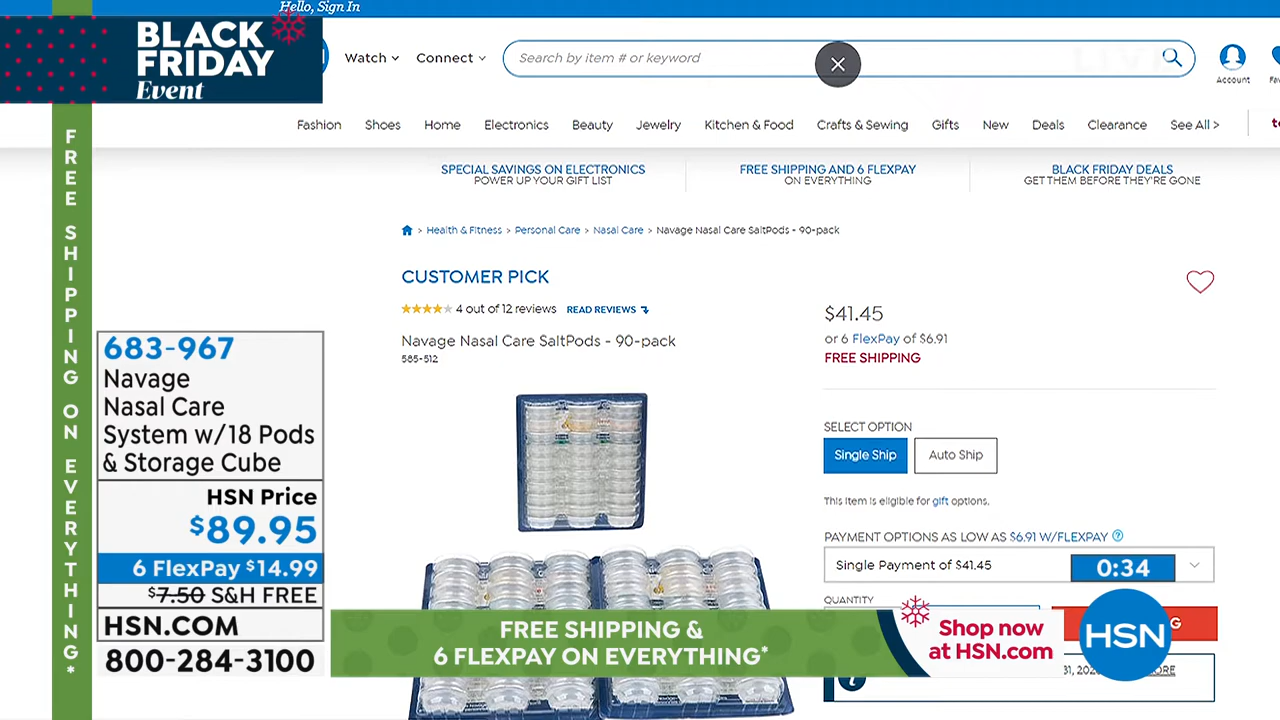 Hello, Sign In
BLACK
FRIDAY
Event
Watch
Connect
Search by item # or keyword
Account
Fashion
Shoes
Home
Electronics
Beauty
Jewelry
Kitchen & Food
Crafts & Sewing
Gifts
New
Deals
Clearance
See All >
SPECIAL SAVINGS ON ELECTRONICS
POWER UP YOUR GIFT LIST
FREE SHIPPING AND 6 FLEXPAY
ON EVERYTHING
BLACK FRIDAY DEALS
GET THEM BEFORE THEY'RE GONE
FREE SHIPPING ON EVERYTHING*
> Health & Fitness > Personal Care > Nasal Care > Navage Nasal Care SaltPods - 90-pack
CUSTOMER PICK
4 out of 12 reviews READ REVIEWS
Navage Nasal Care SaltPods - 90-pack
585-512
$41.45
or 6 FlexPay of $6.91
FREE SHIPPING
SELECT OPTION
Single Ship
Auto Ship
This item is eligible for gift options.
PAYMENT OPTIONS AS LOW AS $6.91 W/FLEXPAY ?
Single Payment of $41.45
0:34
QUANTITY
683-967
Navage
Nasal Care
System w/18 Pods
& Storage Cube
HSN Price
$89.95
6 FlexPay $14.99
$7.50 S&H FREE
HSN.COM
800-284-3100
FREE SHIPPING &
6 FLEXPAY ON EVERYTHING*
Shop now
at HSN.com
HSN